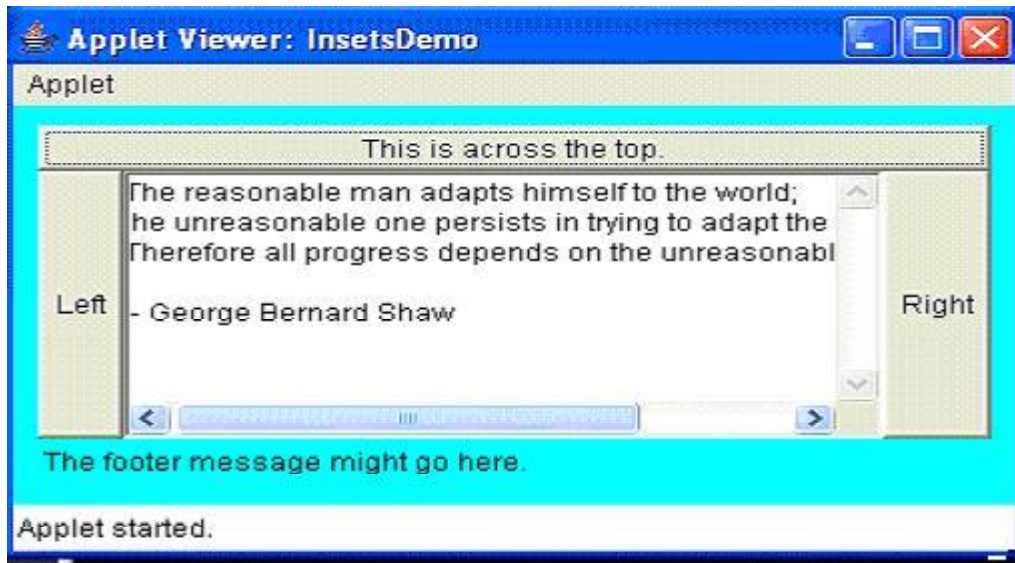 Applet Viewer: InsetsDemo
Applet
This is across the top.
The reasonable man adapts himself to the world;
he unreasonable one persists in trying to adapt the
Therefore all progress depends on the unreasonabl
- George Bernard Shaw
Left
Right
The footer message might go here.
Applet started.